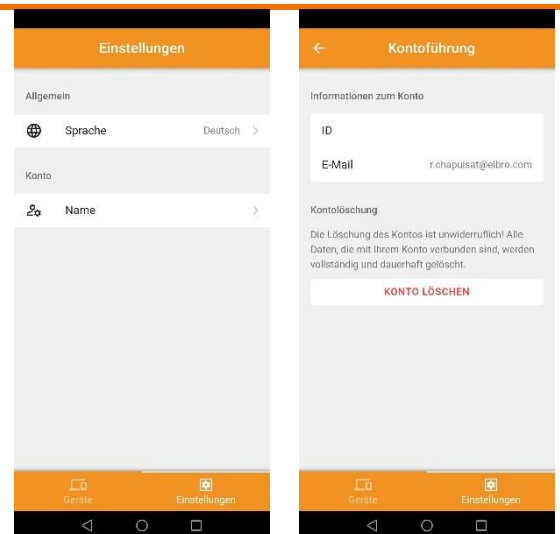 Einstellungen
Allgemein
Sprache Deutsch
Konto
Name
Geräte Einstellungen
Kontoführung
Informationen zum Konto
ID
E-Mail r.chapuisat@elbro.com
Kontolöschung
Die Löschung des Kontos ist unwiderruflich! Alle
Daten, die mit Ihrem Konto verbunden sind, werden
vollständig und dauerhaft gelöscht.
KONTO LÖSCHEN
Geräte Einstellungen